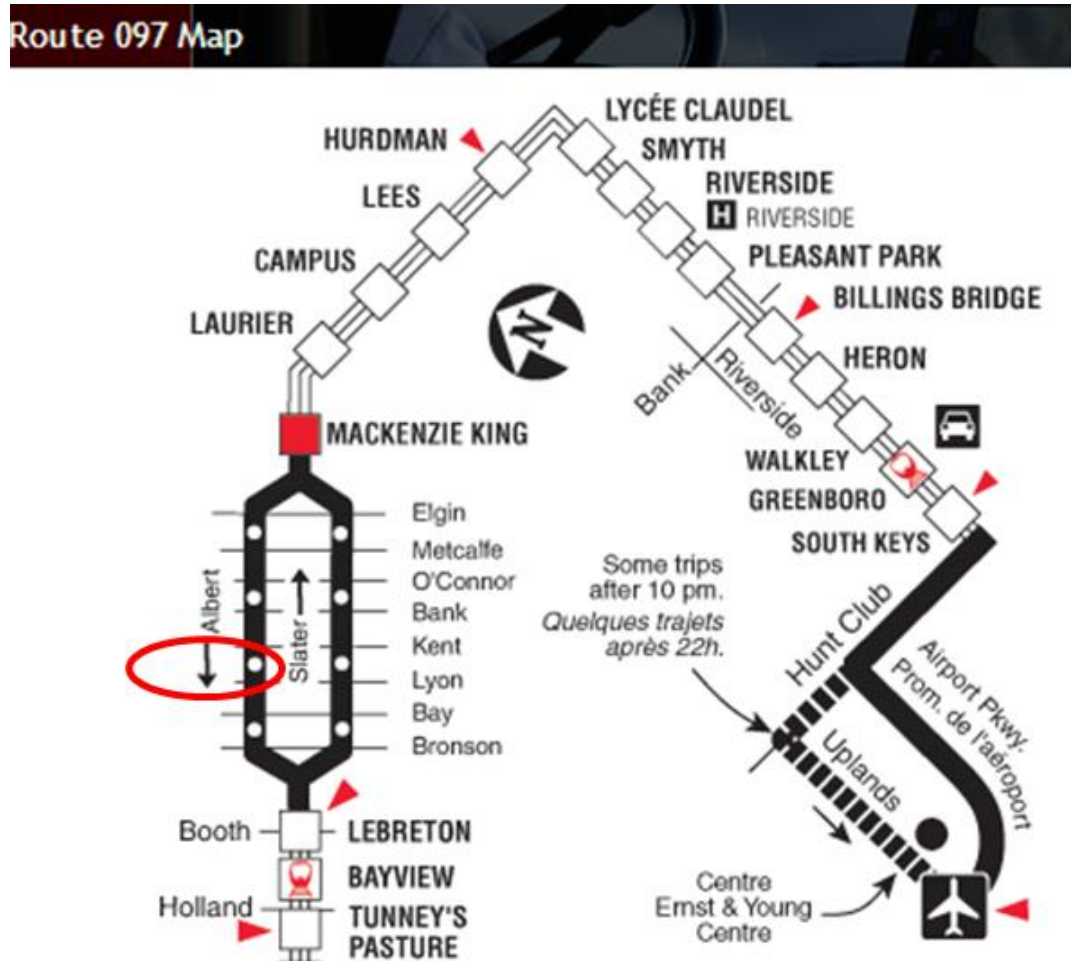 Route 097 Map
LYCÉE CLAUDEL
HURDMAN
SMYTH
LEES
RIVERSIDE
H RIVERSIDE
CAMPUS
PLEASANT PARK
BILLINGS BRIDGE
LAURIER
N
HERON
Bank
Riverside
MACKENZIE KING
WALKLEY
GREENBORO
SOUTH KEYS
Elgin
Metcalfe
O'Connor
Bank
Kent
Lyon
Bay
Bronson
Albert
Slater
Some trips
after 10 pm.
Quelques trajets
après 22h.
Hunt Club
Airport Pkwy.
Prom. de l'aéroport
Uplands
Booth
LEBRETON
BAYVIEW
Holland
TUNNEY'S
PASTURE
Centre
Ernst & Young
Centre